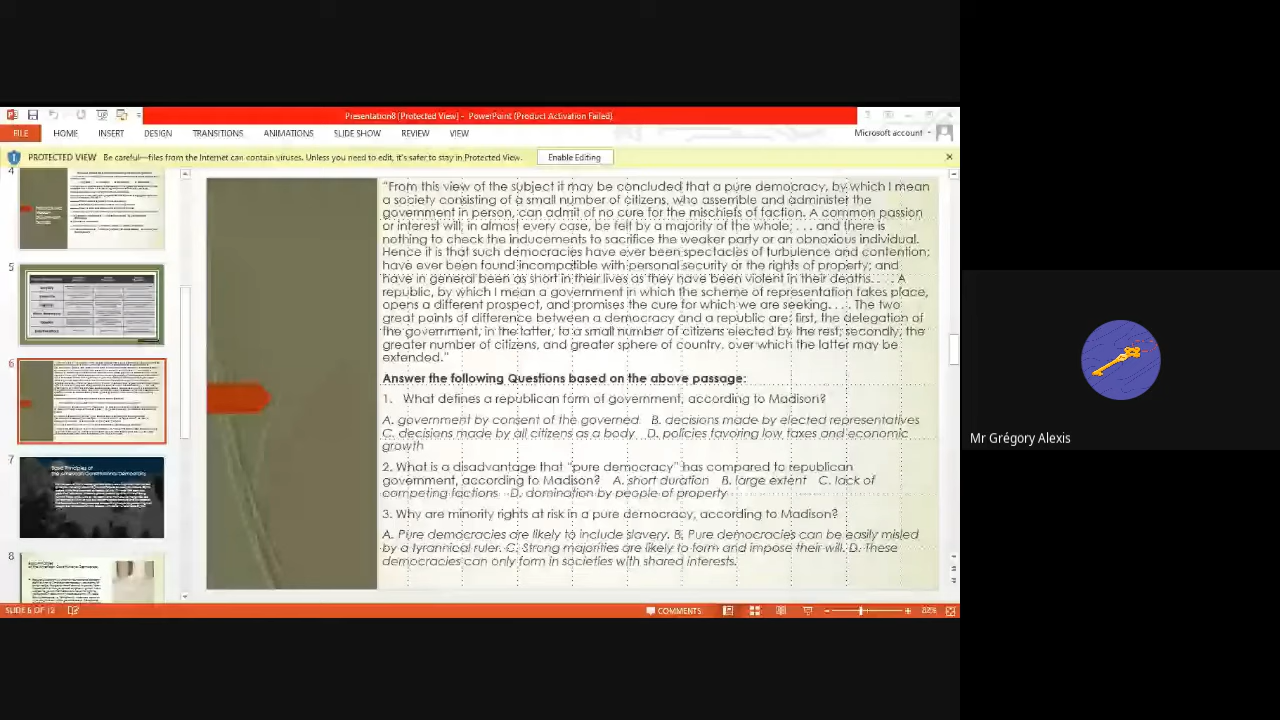 Presentation8 [Protected View] - PowerPoint (Product Activation Failed)
FILE HOME INSERT DESIGN TRANSITIONS ANIMATIONS SLIDE SHOW REVIEW VIEW Microsoft account
PROTECTED VIEW Be careful—files from the Internet can contain viruses. Unless you need to edit, it's safer to stay in Protected View. Enable Editing
4
5
6
7
Basic Principles of
the American Constitutional Democracy
8
"From this view of the subject it may be concluded that a pure democracy, by which I mean
a society consisting of a small number of citizens, who assemble and administer the
government in person, can admit of no cure for the mischiefs of faction. A common passion
or interest will, in almost every case, be felt by a majority of the whole; . . . and there is
nothing to check the inducements to sacrifice the weaker party or an obnoxious individual.
Hence it is that such democracies have ever been spectacles of turbulence and contention;
have ever been found incompatible with personal security or the rights of property; and
have in general been as short in their lives as they have been violent in their deaths. . . . A
republic, by which I mean a government in which the scheme of representation takes place,
opens a different prospect, and promises the cure for which we are seeking. . . . The two
great points of difference between a democracy and a republic are: first, the delegation of
the government, in the latter, to a small number of citizens elected by the rest; secondly, the
greater number of citizens, and greater sphere of country, over which the latter may be
extended."
Answer the following Questions based on the above passage:
1. What defines a republican form of government, according to Madison?
A. government by consent of the governed B. decisions made by elected representatives
C. decisions made by all citizens as a body D. policies favoring low taxes and economic
growth
2. What is a disadvantage that "pure democracy" has compared to republican
government, according to Madison? A. short duration B. large extent C. lack of
competing factions D. domination by people of property
3. Why are minority rights at risk in a pure democracy, according to Madison?
A. Pure democracies are likely to include slavery. B. Pure democracies can be easily misled
by a tyrannical ruler. C. Strong majorities are likely to form and impose their will. D. These
democracies can only form in societies with shared interests.
SLIDE 6 OF 12 COMMENTS 82%
Mr Grégory Alexis